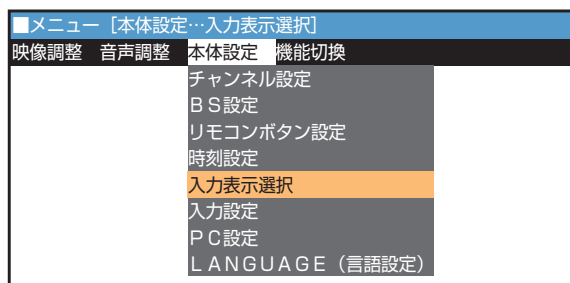 ■メニュー［本体設定…入力表示選択］
映像調整 音声調整 本体設定 機能切換
チャンネル設定
ＢＳ設定
リモコンボタン設定
時刻設定
入力表示選択
入力設定
ＰＣ設定
ＬＡＮＧＵＡＧＥ（言語設定）